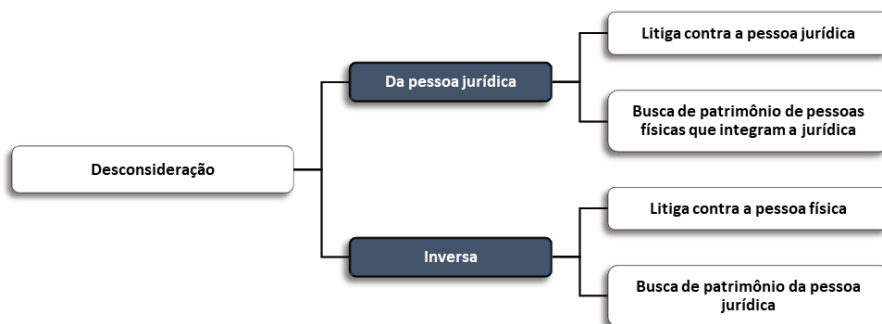 Desconsideração
Da pessoa jurídica
Litiga contra a pessoa jurídica
Busca de patrimônio de pessoas
físicas que integram a jurídica
Inversa
Litiga contra a pessoa física
Busca de patrimônio da pessoa
jurídica